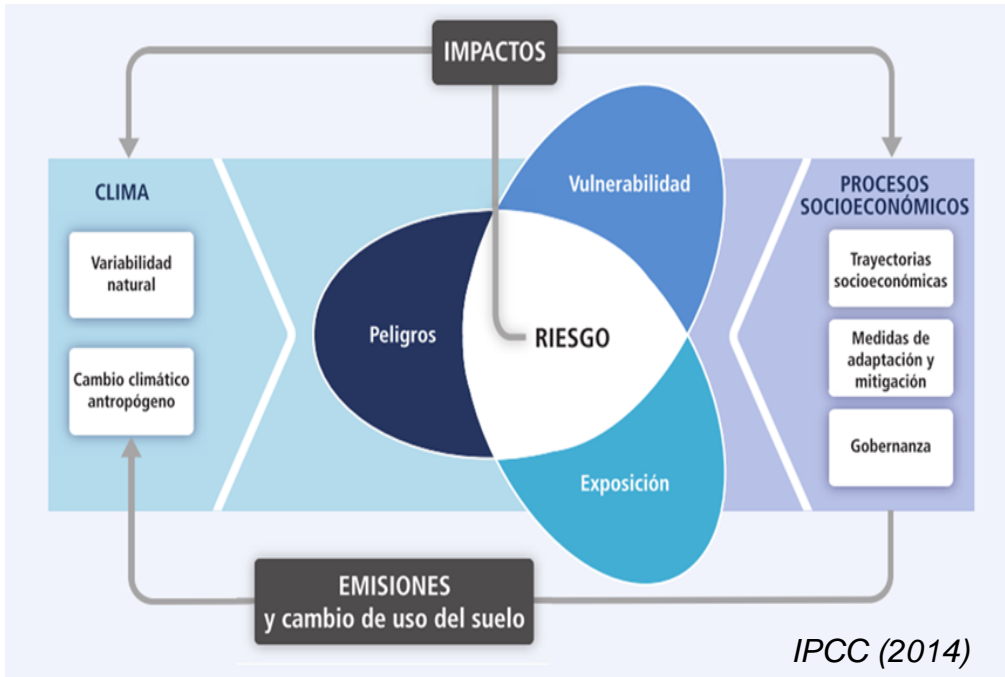 IMPACTOS
CLIMA
Variabilidad
natural
Cambio climático
antropógeno
Vulnerabilidad
Peligros
RIESGO
Exposición
PROCESOS
SOCIOECONÓMICOS
Trayectorias
socioeconómicas
Medidas de
adaptación y
mitigación
Gobernanza
EMISIONES
y cambio de uso del suelo
IPCC (2014)